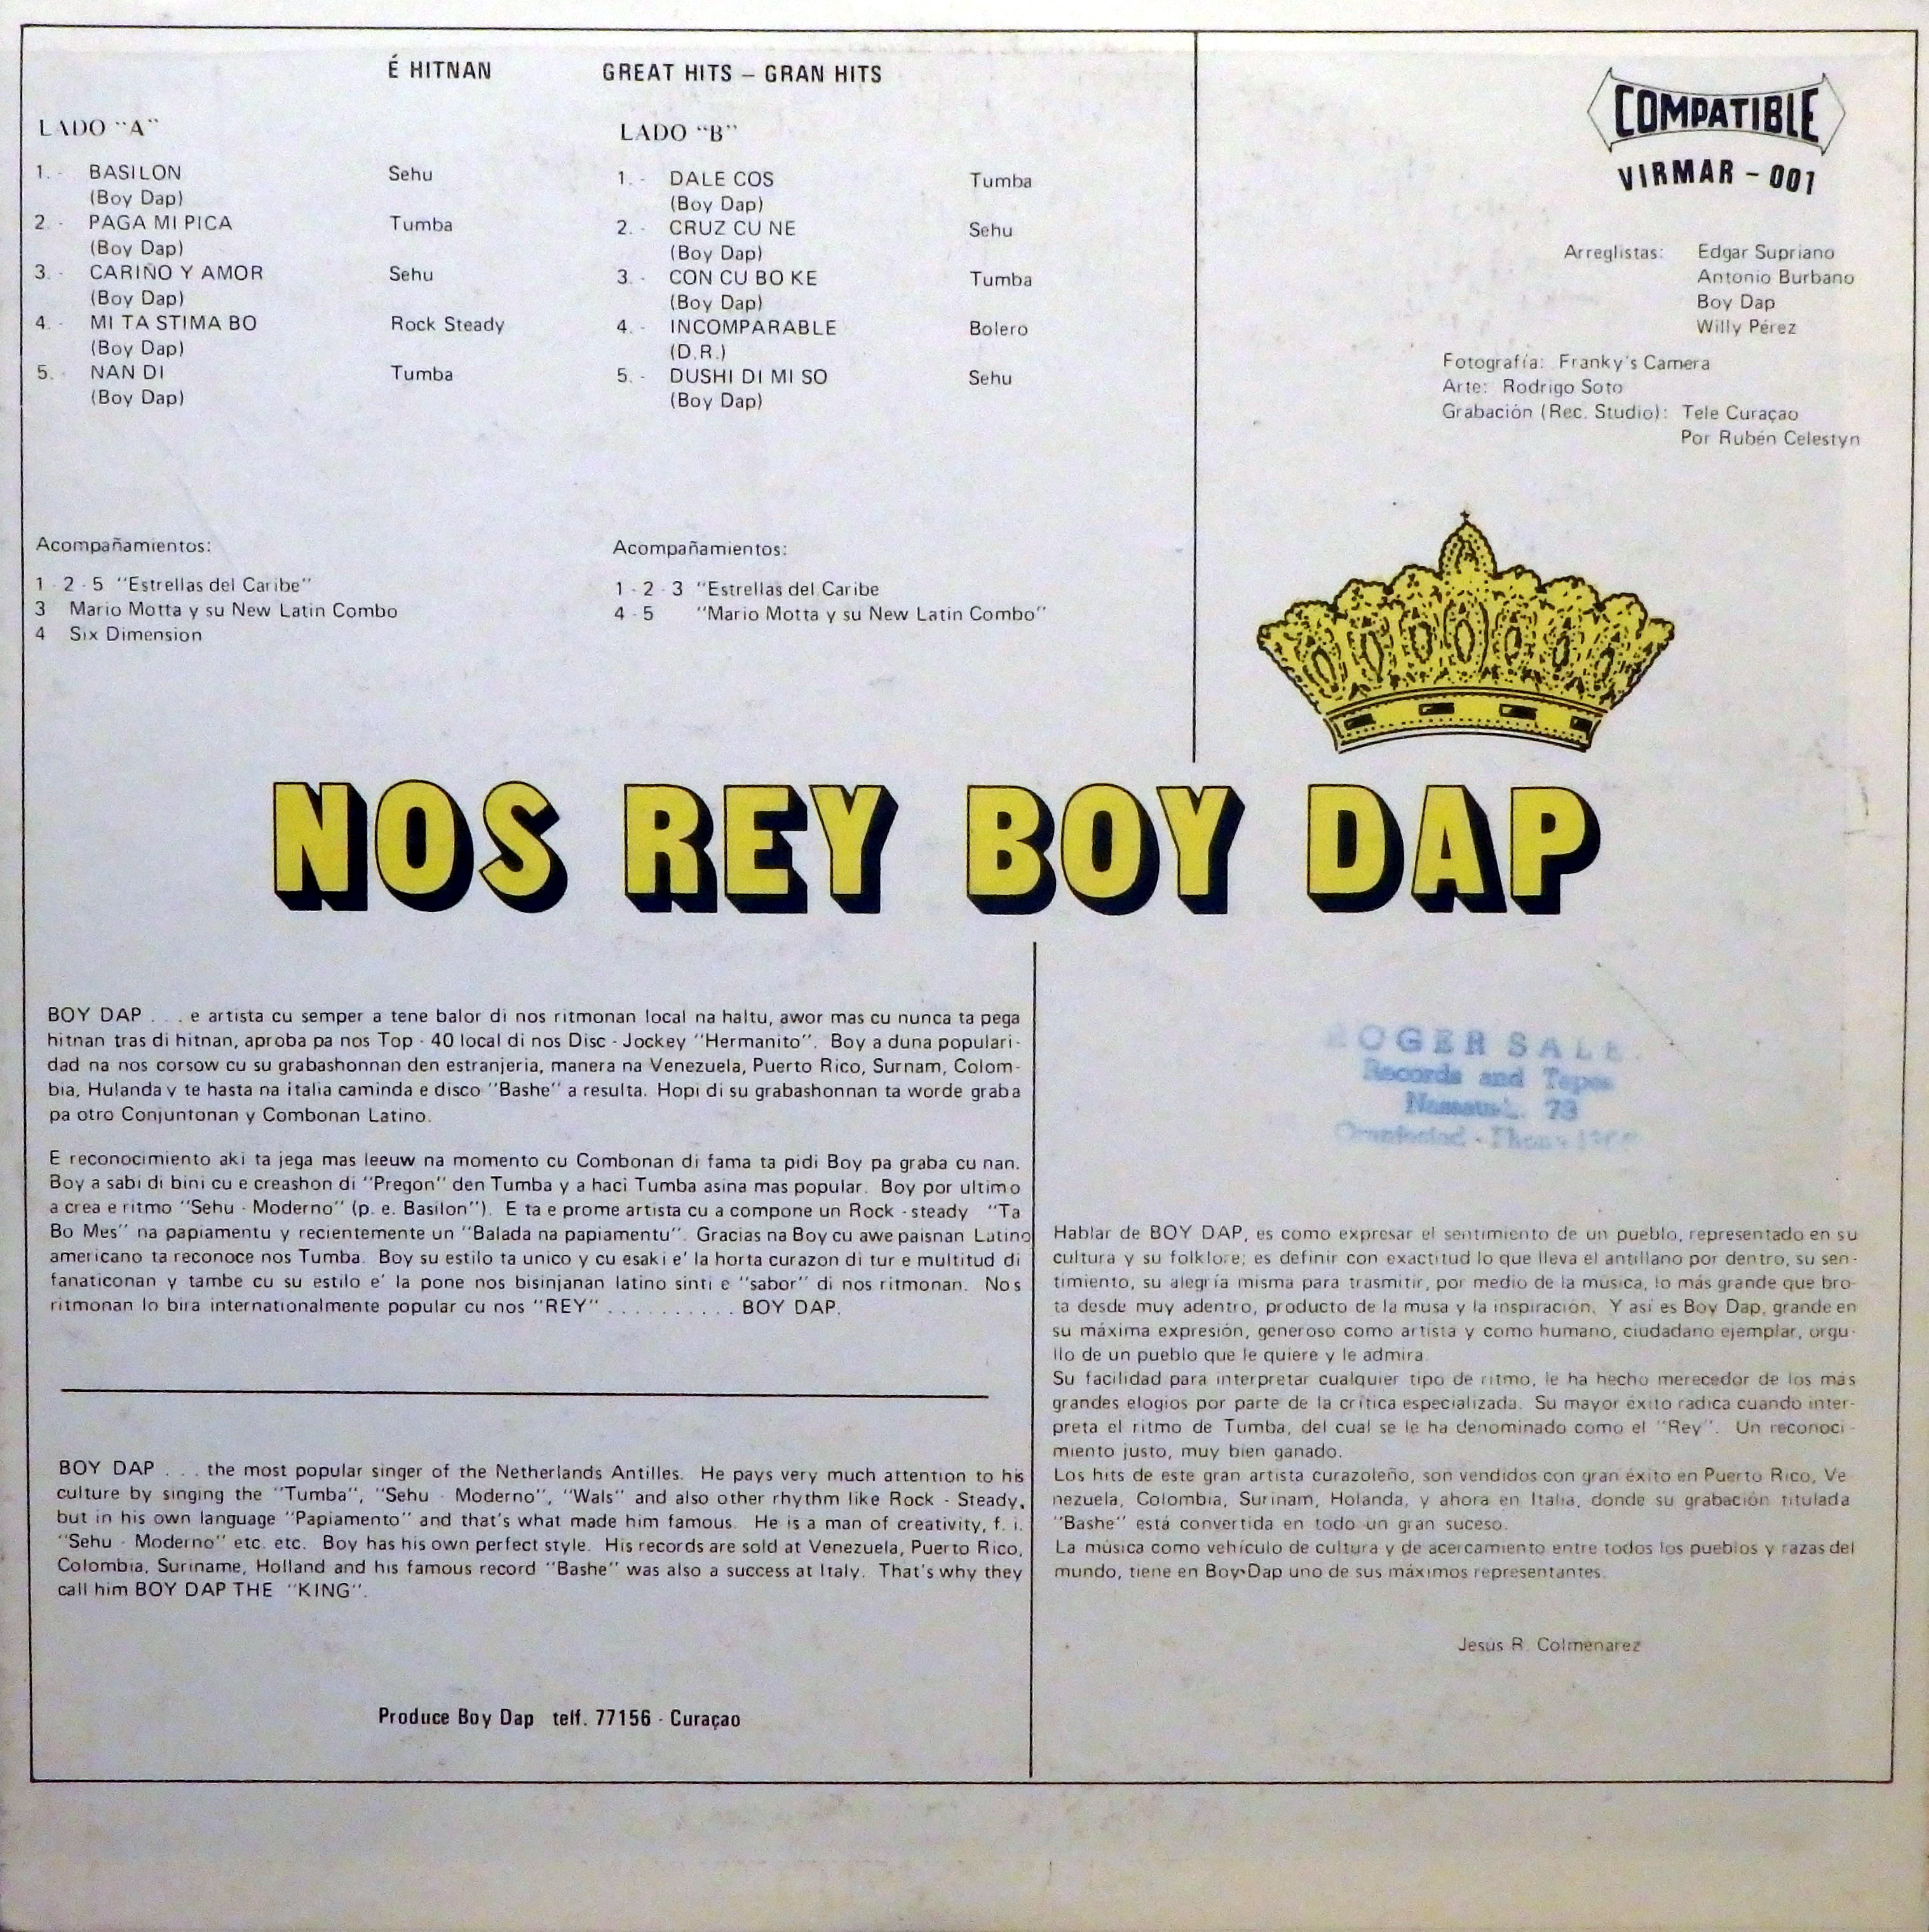 É HITNAN GREAT HITS – GRAN HITS
LADO "A"
1. - BASILON Sehu
(Boy Dap)
2. - PAGA MI PICA Tumba
(Boy Dap)
3. - CARIÑO Y AMOR Sehu
(Boy Dap)
4. - MI TA STIMA BO Rock Steady
(Boy Dap)
5. - NAN DI Tumba
(Boy Dap)
LADO "B"
1. - DALE COS Tumba
(Boy Dap)
2. - CRUZ CU NE Sehu
(Boy Dap)
3. - CON CU BO KE Tumba
(Boy Dap)
4. - INCOMPARABLE Bolero
(D.R.)
5. - DUSHI DI MI SO Sehu
(Boy Dap)
Acompañamientos:
1 - 2 - 5 "Estrellas del Caribe"
3 Mario Motta y su New Latin Combo
4 Six Dimension
Acompañamientos:
1 - 2 - 3 "Estrellas del Caribe
4 - 5 "Mario Motta y su New Latin Combo"
COMPATIBLE
VIRMAR - 001
Arreglistas: Edgar Supriano
Antonio Burbano
Boy Dap
Willy Pérez
Fotografía: Franky's Camera
Arte: Rodrigo Soto
Grabación (Rec. Studio): Tele Curaçao
Por Rubén Celestyn
NOS REY BOY DAP
BOY DAP . . . e artista cu semper a tene balor di nos ritmonan local na haltu, awor mas cu nunca ta pega
hitnan tras di hitnan, aproba pa nos Top - 40 local di nos Disc - Jockey "Hermanito". Boy a duna populari-
dad na nos corsow cu su grabashonnan den estranjeria, manera na Venezuela, Puerto Rico, Surnam, Colom-
bia, Hulanda y te hasta na italia caminda e disco "Bashe" a resulta. Hopi di su grabashonnan ta worde graba
pa otro Conjuntonan y Combonan Latino.
E reconocimiento aki ta jega mas leeuw na momento cu Combonan di fama ta pidi Boy pa graba cu nan.
Boy a sabi di bini cu e creashon di "Pregon" den Tumba y a haci Tumba asina mas popular. Boy por ultimo
a crea e ritmo "Sehu - Moderno" (p. e. Basilon"). E ta e prome artista cu a compone un Rock - steady "Ta
Bo Mes" na papiamentu y recientemente un "Balada na papiamentu". Gracias na Boy cu awe paisnan Latino
americano ta reconoce nos Tumba. Boy su estilo ta unico y cu esaki e' la horta curazon di tur e multitud di
fanaticonan y tambe cu su estilo e' la pone nos bisinjanan latino sinti e "sabor" di nos ritmonan. Nos
ritmonan lo bira internationalmente popular cu nos "REY" . . . . . . . . . . BOY DAP.
BOY DAP . . . the most popular singer of the Netherlands Antilles. He pays very much attention to his
culture by singing the "Tumba", "Sehu - Moderno", "Wals" and also other rhythm like Rock - Steady,
but in his own language "Papiamento" and that's what made him famous. He is a man of creativity, f. i.
"Sehu - Moderno" etc. etc. Boy has his own perfect style. His records are sold at Venezuela, Puerto Rico,
Colombia, Suriname, Holland and his famous record "Bashe" was also a success at Italy. That's why they
call him BOY DAP THE "KING".
Produce Boy Dap telf. 77156 - Curaçao
ROGER SALE
Records and Tapes
73
Hablar de BOY DAP, es como expresar el sentimiento de un pueblo, representado en su
cultura y su folklore; es definir con exactitud lo que lleva el antillano por dentro, su sen-
timiento, su alegría misma para trasmitir, por medio de la música, lo más grande que bro-
ta desde muy adentro, producto de la musa y la inspiración. Y así es Boy Dap, grande en
su máxima expresión, generoso como artista y como humano, ciudadano ejemplar, orgu-
llo de un pueblo que le quiere y le admira.
Su facilidad para interpretar cualquier tipo de ritmo, le ha hecho merecedor de los más
grandes elogios por parte de la crítica especializada. Su mayor éxito radica cuando inter-
preta el ritmo de Tumba, del cual se le ha denominado como el "Rey". Un reconoci-
miento justo, muy bien ganado.
Los hits de este gran artista curazoleño, son vendidos con gran éxito en Puerto Rico, Ve
nezuela, Colombia, Surinam, Holanda, y ahora en Italia, donde su grabación titulada
"Bashe" está convertida en todo un gran suceso.
La música como vehículo de cultura y de acercamiento entre todos los pueblos y razas del
mundo, tiene en Boy Dap uno de sus máximos representantes.
Jesús R. Colmenarez